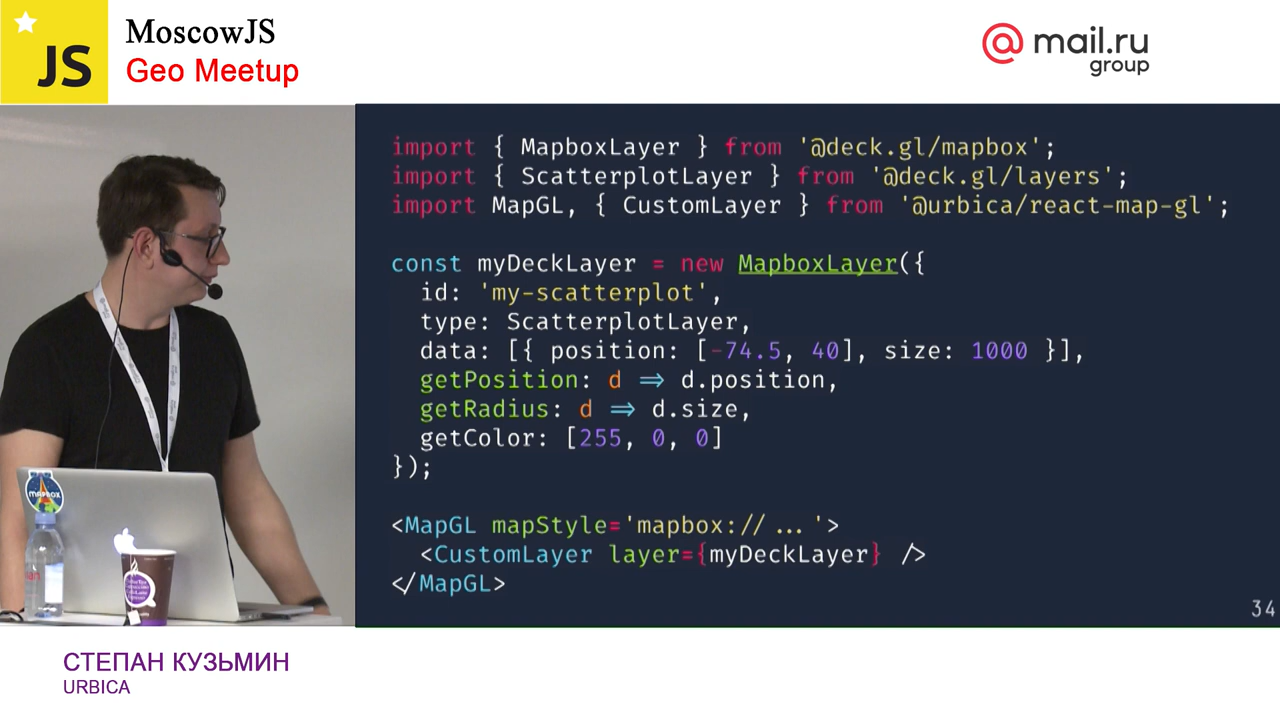 JS
MoscowJS
Geo Meetup
@mail.ru
group
import { MapboxLayer } from '@deck.gl/mapbox';
import { ScatterplotLayer } from '@deck.gl/layers';
import MapGL, { CustomLayer } from '@urbica/react-map-gl';
const myDeckLayer = new MapboxLayer({
id: 'my-scatterplot',
type: ScatterplotLayer,
data: [{ position: [-74.5, 40], size: 1000 }],
getPosition: d => d.position,
getRadius: d => d.size,
getColor: [255, 0, 0]
});
<MapGL mapStyle='mapbox://...'>
<CustomLayer layer={myDeckLayer} />
</MapGL>
34
MAPBOX
СТЕПАН КУЗЬМИН
URBICA